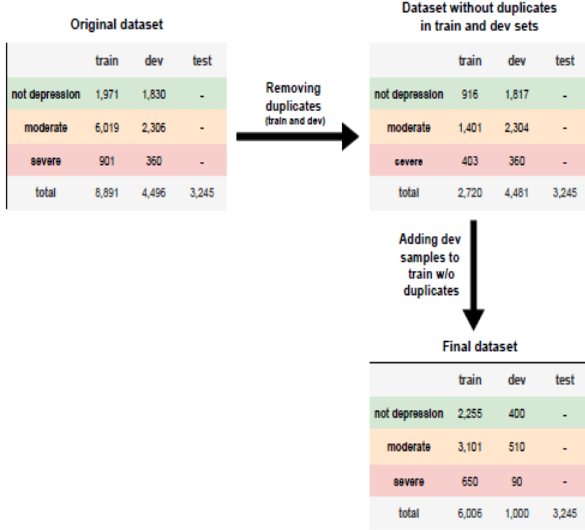 Original dataset
train dev test
not depression 1,971 1,830 -
moderate 6,019 2,306 -
severe 901 360 -
total 8,891 4,496 3,245
Removing
duplicates
(train and dev)
Dataset without duplicates
in train and dev sets
train dev test
not depression 916 1,817 -
moderate 1,401 2,304 -
severe 403 360 -
total 2,720 4,481 3,245
Adding dev
samples to
train w/o
duplicates
Final dataset
train dev test
not depression 2,255 400 -
moderate 3,101 510 -
severe 650 90 -
total 6,006 1,000 3,245